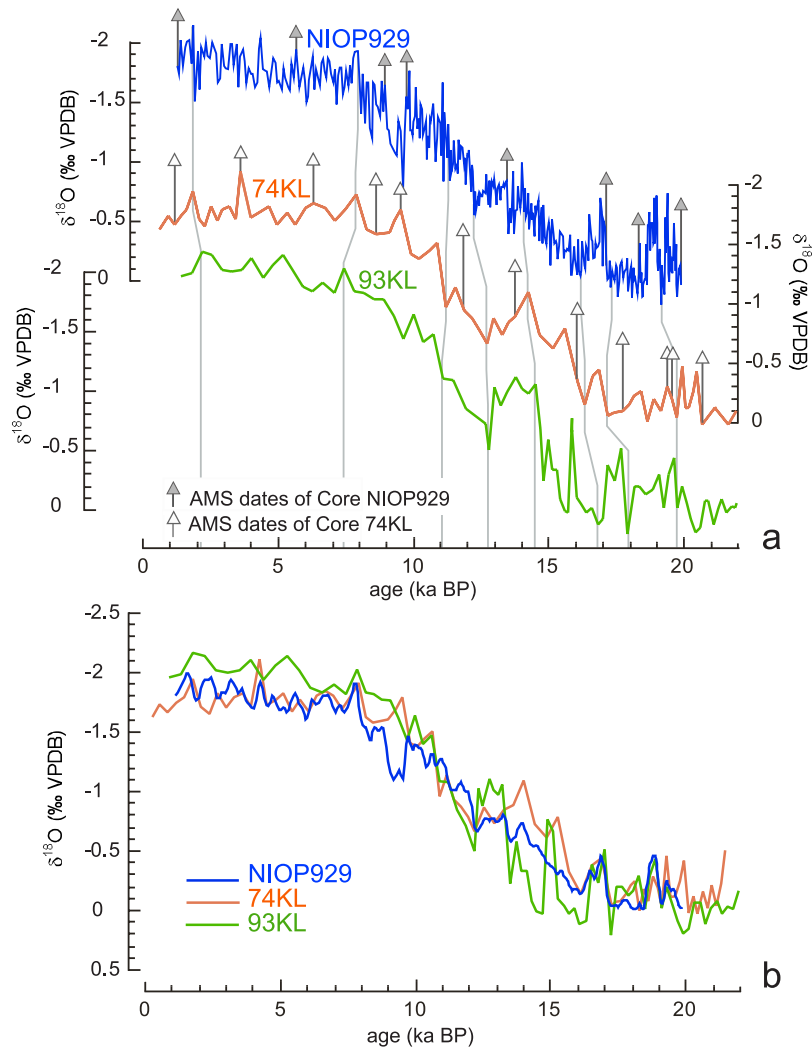 NIOP929
-2
-1.5
-1
-0.5
0
δ18O (‰ VPDB)
74KL
-2
-1.5
-1
-0.5
0
δ18O (‰ VPDB)
93KL
-2
-1.5
-1
-0.5
0
δ18O (‰ VPDB)
AMS dates of Core NIOP929
AMS dates of Core 74KL
a
0 5 10 15 20
age (ka BP)
-2.5
-2
-1.5
-1
-0.5
0
0.5
δ18O (‰ VPDB)
NIOP929
74KL
93KL
b
0 5 10 15 20
age (ka BP)